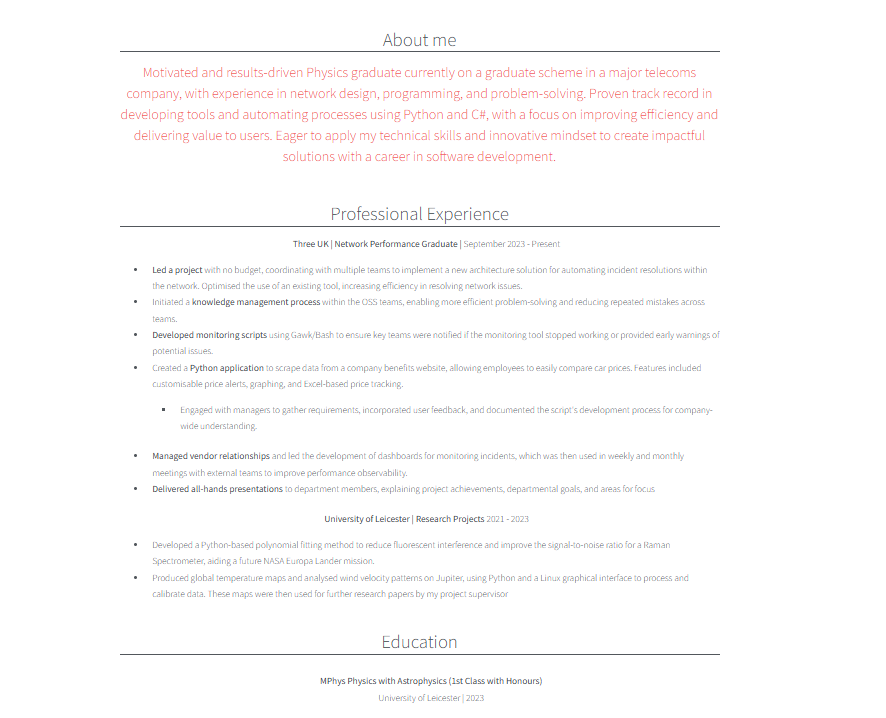 About me
Motivated and results-driven Physics graduate currently on a graduate scheme in a major telecoms
company, with experience in network design, programming, and problem-solving. Proven track record in
developing tools and automating processes using Python and C#, with a focus on improving efficiency and
delivering value to users. Eager to apply my technical skills and innovative mindset to create impactful
solutions with a career in software development.
Professional Experience
Three UK | Network Performance Graduate | September 2023 - Present
• Led a project with no budget, coordinating with multiple teams to implement a new architecture solution for automating incident resolutions within
the network. Optimised the use of an existing tool, increasing efficiency in resolving network issues.
• Initiated a knowledge management process within the OSS teams, enabling more efficient problem-solving and reducing repeated mistakes across
teams.
• Developed monitoring scripts using Gawk/Bash to ensure key teams were notified if the monitoring tool stopped working or provided early warnings of
potential issues.
• Created a Python application to scrape data from a company benefits website, allowing employees to easily compare car prices. Features included
customisable price alerts, graphing, and Excel-based price tracking.
▪ Engaged with managers to gather requirements, incorporated user feedback, and documented the script's development process for company-
wide understanding.
• Managed vendor relationships and led the development of dashboards for monitoring incidents, which was then used in weekly and monthly
meetings with external teams to improve performance observability.
• Delivered all-hands presentations to department members, explaining project achievements, departmental goals, and areas for focus
University of Leicester | Research Projects 2021 - 2023
• Developed a Python-based polynomial fitting method to reduce fluorescent interference and improve the signal-to-noise ratio for a Raman
Spectrometer, aiding a future NASA Europa Lander mission.
• Produced global temperature maps and analysed wind velocity patterns on Jupiter, using Python and a Linux graphical interface to process and
calibrate data. These maps were then used for further research papers by my project supervisor
Education
MPhys Physics with Astrophysics (1st Class with Honours)
University of Leicester | 2023